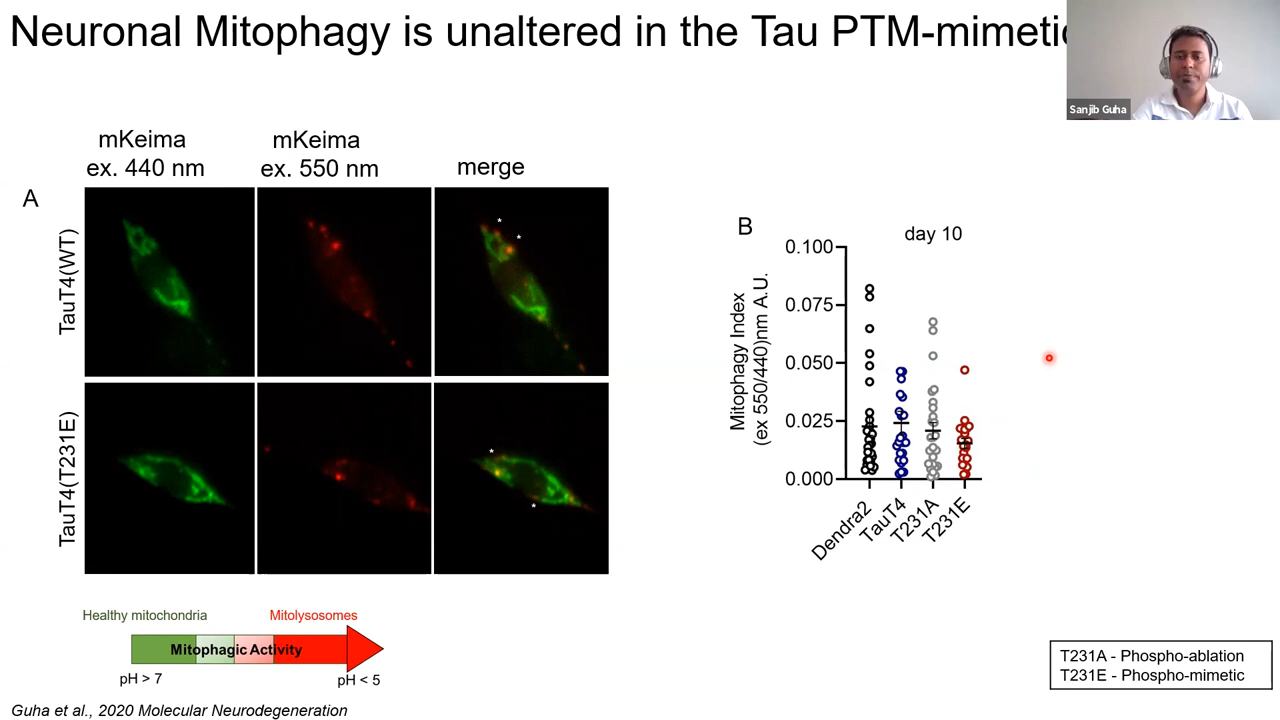 Neuronal Mitophagy is unaltered in the Tau PTM-mimetic
Sanjib Guha
mKeima
ex. 440 nm
mKeima
ex. 550 nm
merge
A
TauT4(WT)
TauT4(T231E)
* *
* *
B
day 10
Mitophagy Index
(ex 550/440)nm A.U.
0.100
0.075
0.050
0.025
0.000
Dendra2
TauT4
T231A
T231E
Healthy mitochondria
Mitolysosomes
Mitophagic Activity
pH > 7
pH < 5
T231A - Phospho-ablation
T231E - Phospho-mimetic
Guha et al., 2020 Molecular Neurodegeneration